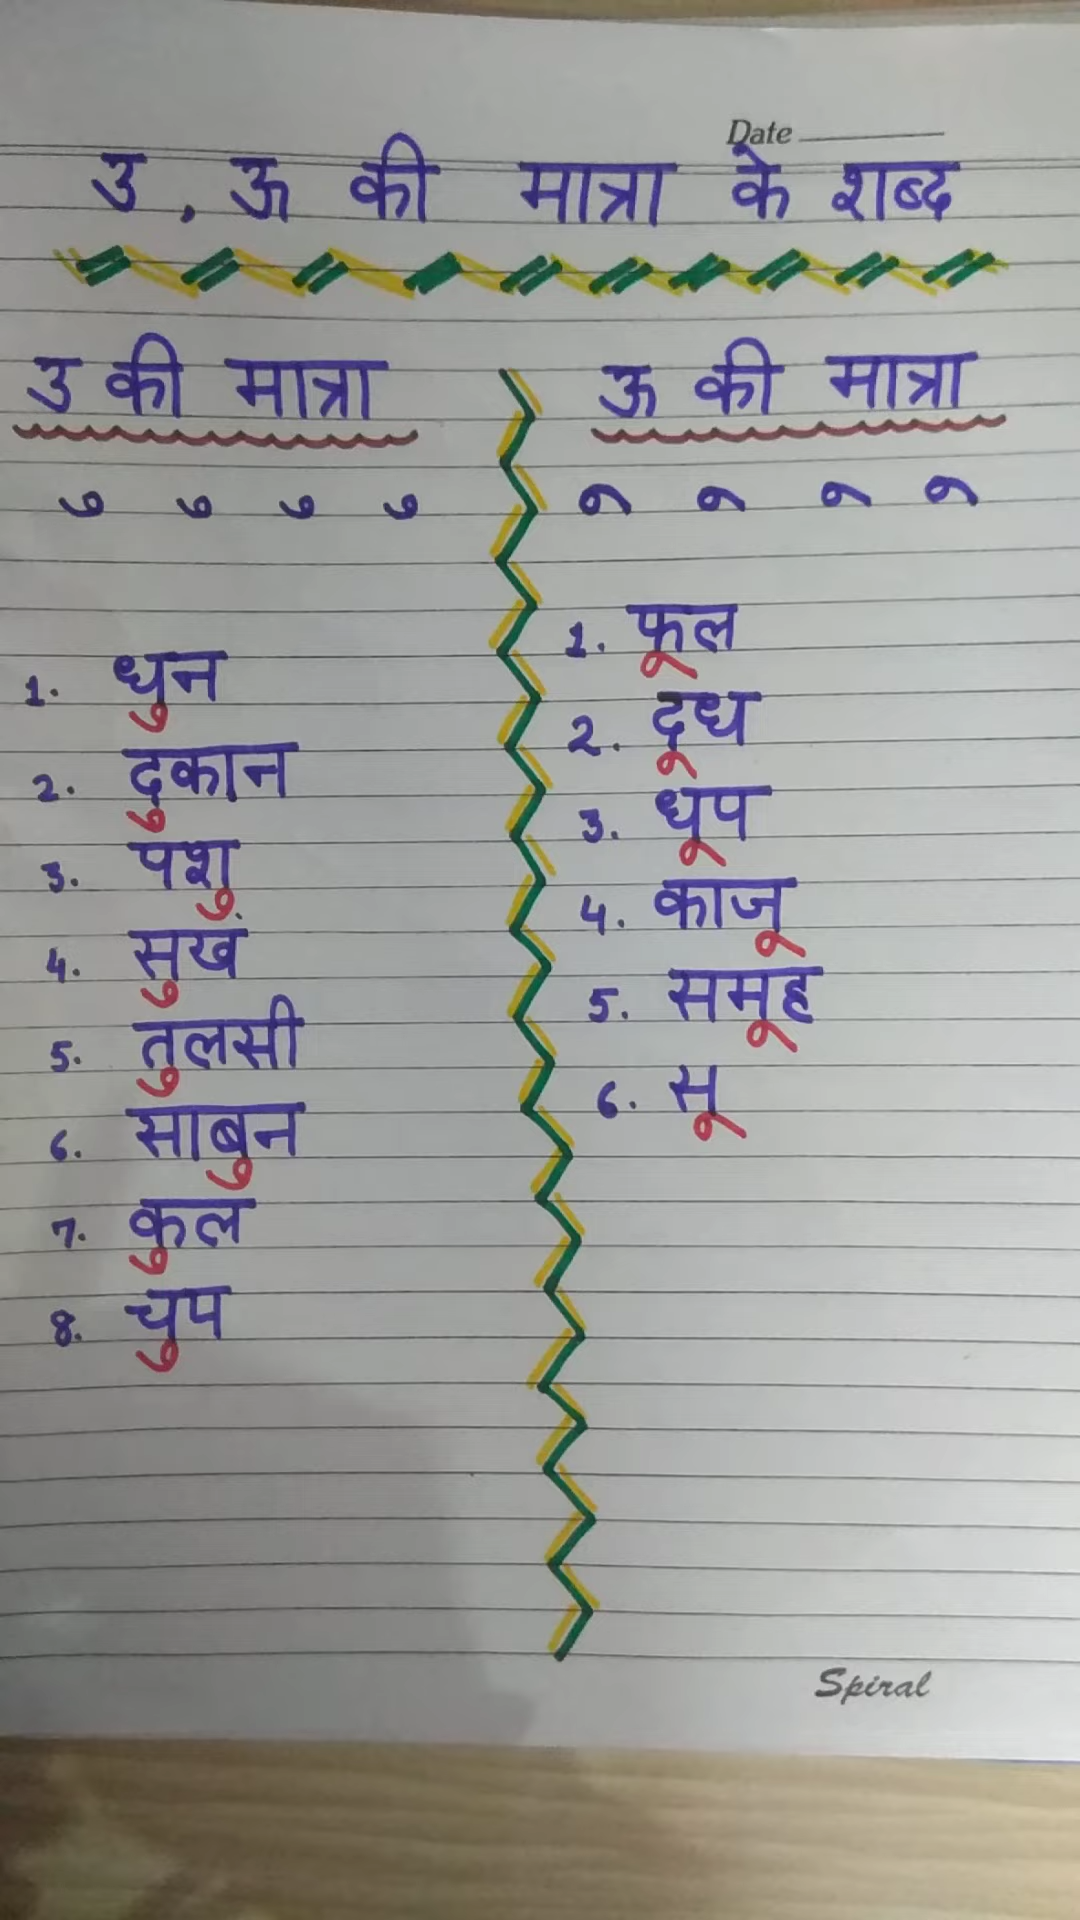 Date
उ, ऊ की मात्रा के शब्द
उ की मात्रा
ु ु ु ु
1. धुन
2. दुकान
3. पशु
4. सुखं
5. तुलसी
6. साबुन
7. कुल
8. चुप
ऊ की मात्रा
ू ू ू ू
1. फूल
2. दूध
3. धूप
4. काजू
5. समूह
6. सू
Spiral